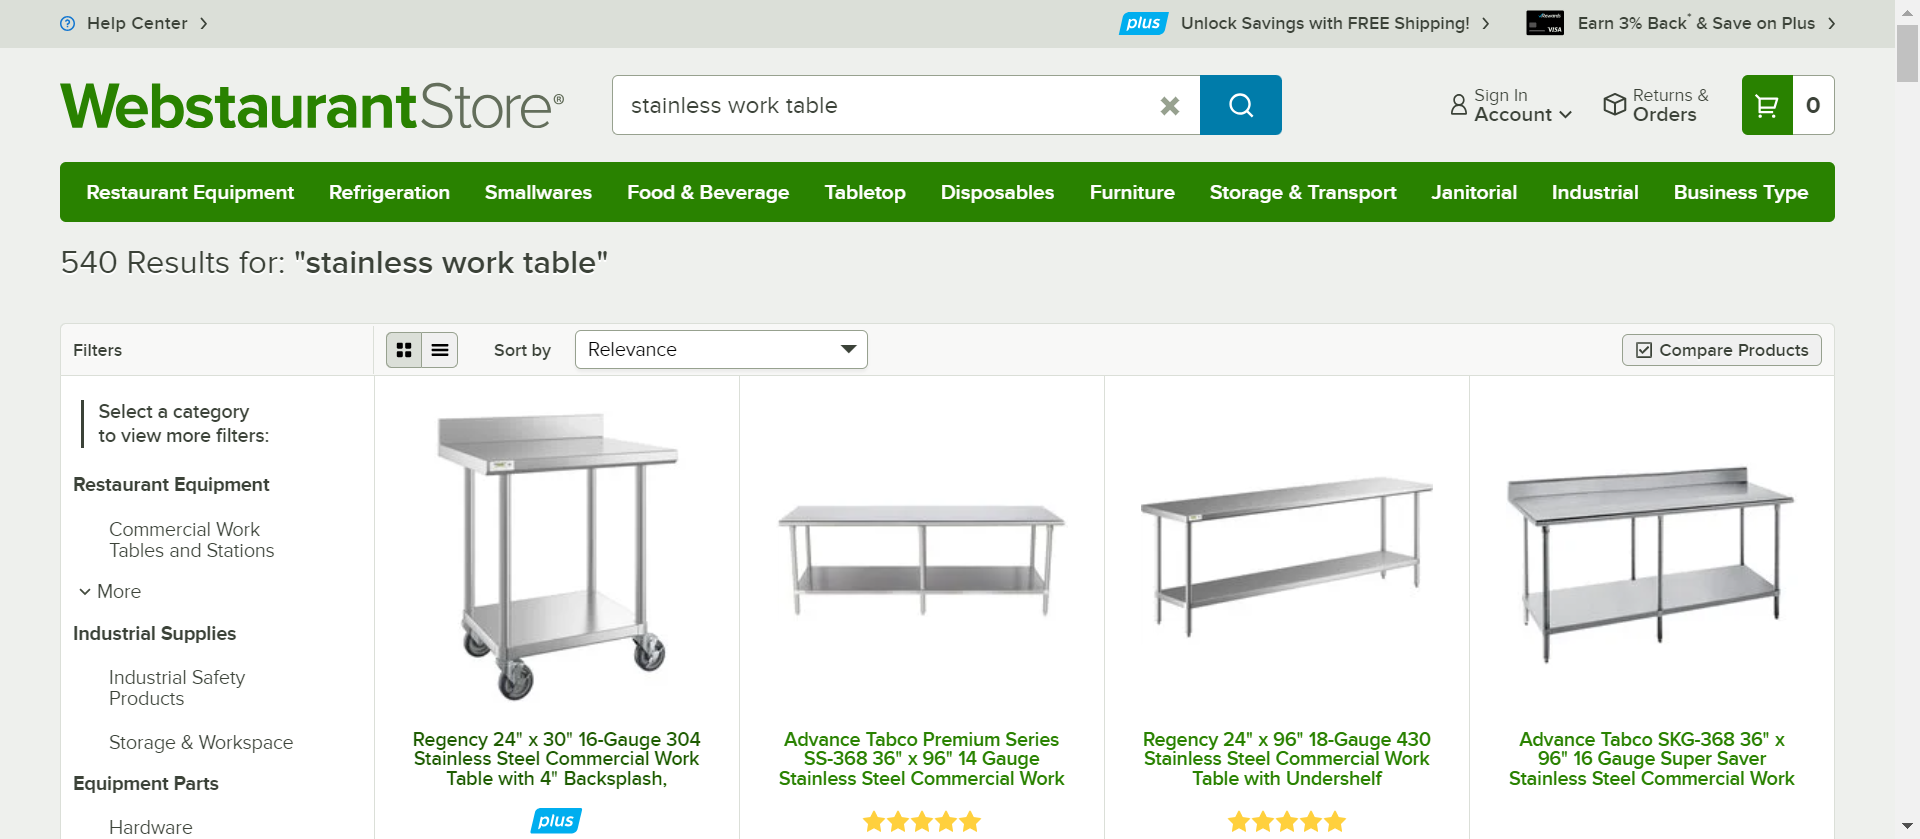 Help Center
plus Unlock Savings with FREE Shipping!
Rewards VISA Earn 3% Back* & Save on Plus
WebstaurantStore®
stainless work table
Sign In
Account
Returns &
Orders
0
Restaurant Equipment Refrigeration Smallwares Food & Beverage Tabletop Disposables Furniture Storage & Transport Janitorial Industrial Business Type
540 Results for: "stainless work table"
Filters
Sort by Relevance
Compare Products
Select a category
to view more filters:
Restaurant Equipment
Commercial Work
Tables and Stations
More
Industrial Supplies
Industrial Safety
Products
Storage & Workspace
Equipment Parts
Hardware
Regency 24" x 30" 16-Gauge 304
Stainless Steel Commercial Work
Table with 4" Backsplash,
plus
Advance Tabco Premium Series
SS-368 36" x 96" 14 Gauge
Stainless Steel Commercial Work
Regency 24" x 96" 18-Gauge 430
Stainless Steel Commercial Work
Table with Undershelf
Advance Tabco SKG-368 36" x
96" 16 Gauge Super Saver
Stainless Steel Commercial Work